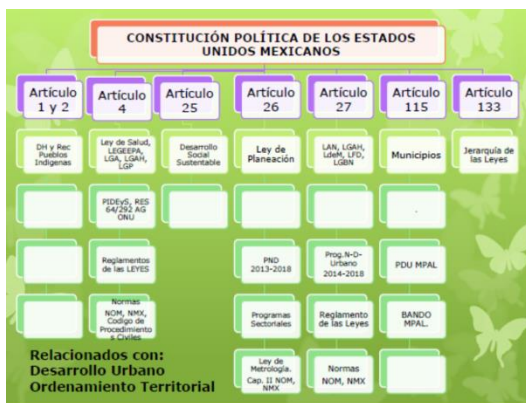 CONSTITUCIÓN POLÍTICA DE LOS ESTADOS
UNIDOS MEXICANOS
Artículo
1 y 2
Artículo
4
Artículo
25
Artículo
26
Artículo
27
Artículo
115
Artículo
133
DH y Rec
Pueblos
Indigenas
Ley de Salud,
LEGEEPA,
LGA, LGAH,
LGP
Desarrollo
Social
Sustentable
Ley de
Planeación
LAN, LGAH,
LdeM, LFD,
LGBN
Municipios
Jerarquía de
las Leyes
PIDEyS, RES
64/292 AG
ONU
.
Reglamentos
de las LEYES
PND
2013-2018
Prog.N-D-
Urbano
2014-2018
PDU MPAL
Normas
NOM, NMX,
Codigo de
Procedimiento
s Civiles
Programas
Sectoriales
Reglamento
de las Leyes
BANDO
MPAL.
Ley de
Metrología.
Cap. II NOM,
NMX
Normas
NOM, NMX
Relacionados con:
Desarrollo Urbano
Ordenamiento Territorial